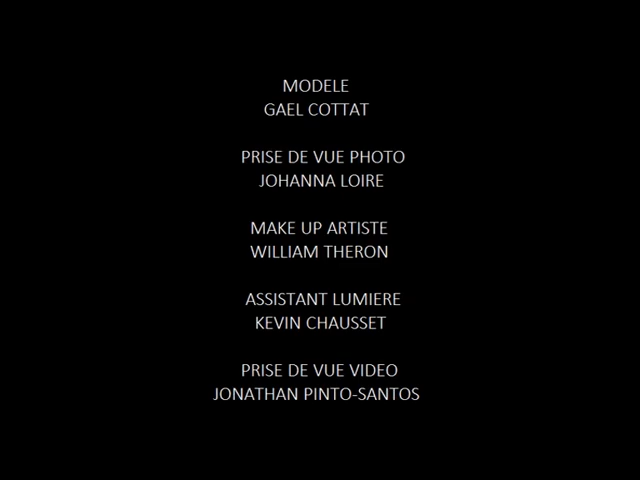 MODELE
GAEL COTTAT
PRISE DE VUE PHOTO
JOHANNA LOIRE
MAKE UP ARTISTE
WILLIAM THERON
ASSISTANT LUMIERE
KEVIN CHAUSSET
PRISE DE VUE VIDEO
JONATHAN PINTO-SANTOS